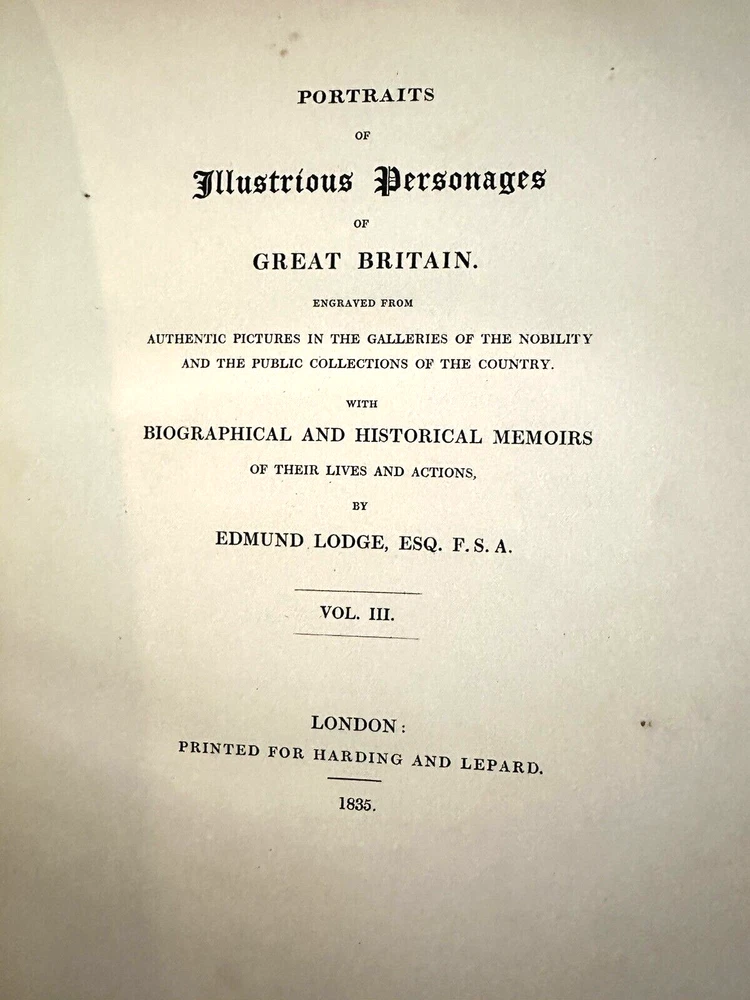 PORTRAITS
OF
Illustrious Personages
OF
GREAT BRITAIN.
ENGRAVED FROM
AUTHENTIC PICTURES IN THE GALLERIES OF THE NOBILITY
AND THE PUBLIC COLLECTIONS OF THE COUNTRY.
WITH
BIOGRAPHICAL AND HISTORICAL MEMOIRS
OF THEIR LIVES AND ACTIONS,
BY
EDMUND LODGE, ESQ. F. S. A.
VOL. III.
LONDON:
PRINTED FOR HARDING AND LEPARD.
1835.